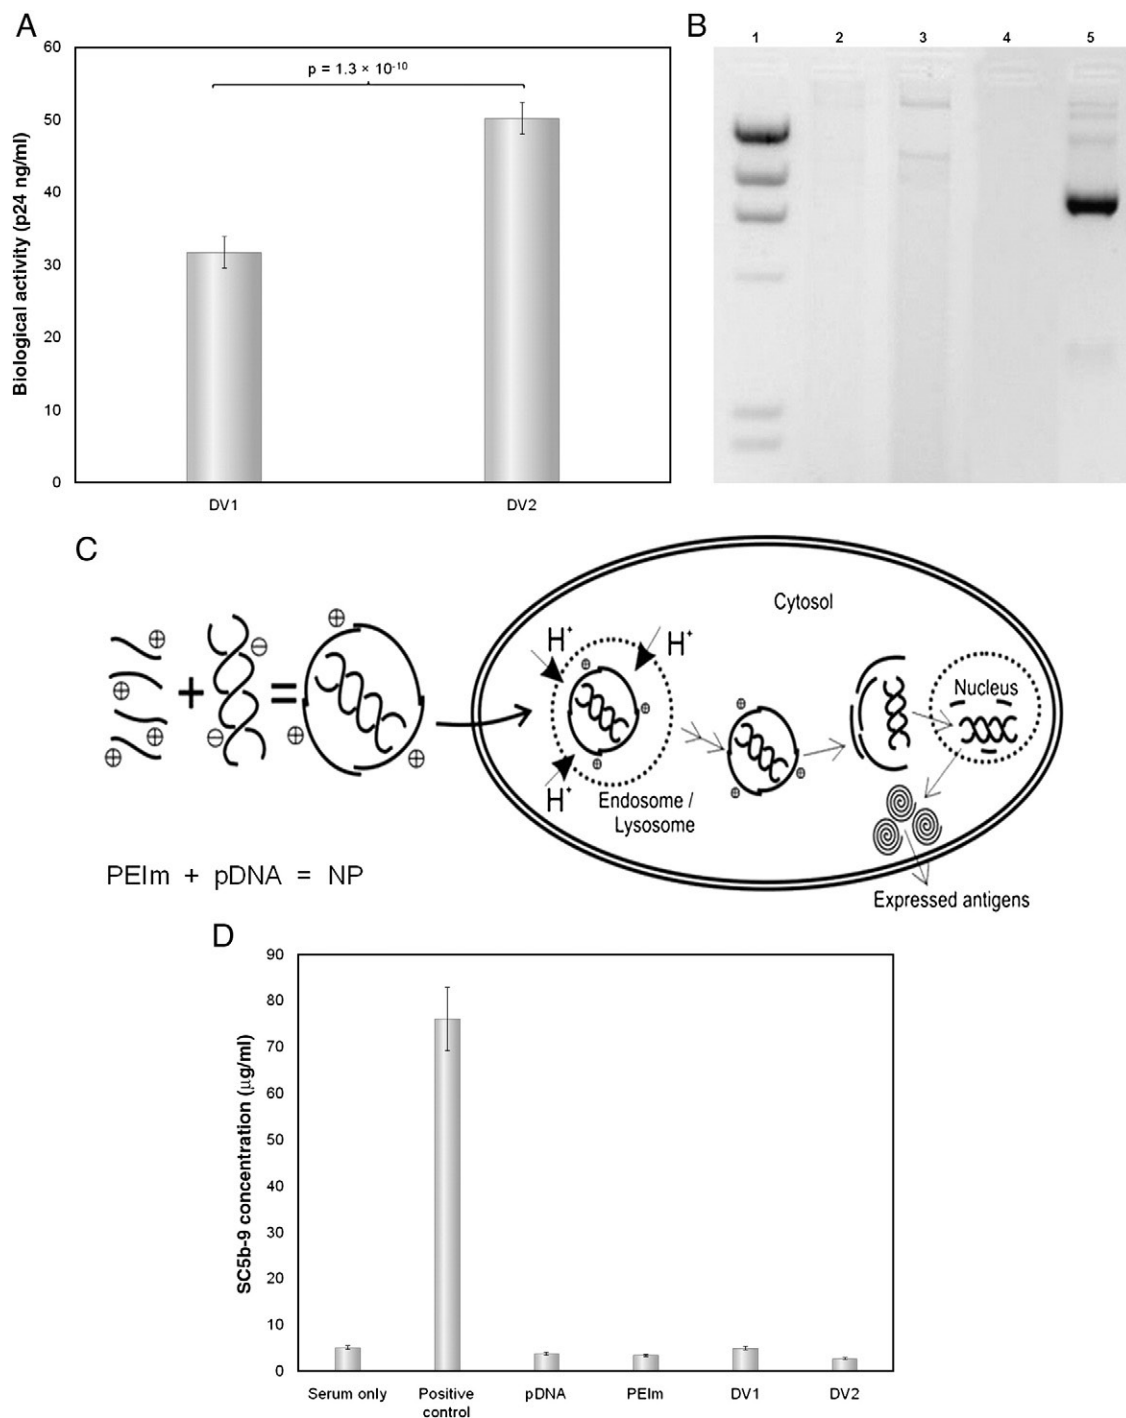 A
Biological activity (p24 ng/ml)
60
50
40
30
20
10
0
p = 1.3 × 10⁻¹⁰
DV1 DV2
B
1 2 3 4 5
C
Cytosol
H⁺ H⁺
H⁺
Endosome /
Lysosome
Nucleus
Expressed antigens
PEIm + pDNA = NP
D
SC5b-9 concentration (μg/ml)
90
80
70
60
50
40
30
20
10
0
Serum only Positive control pDNA PEIm DV1 DV2